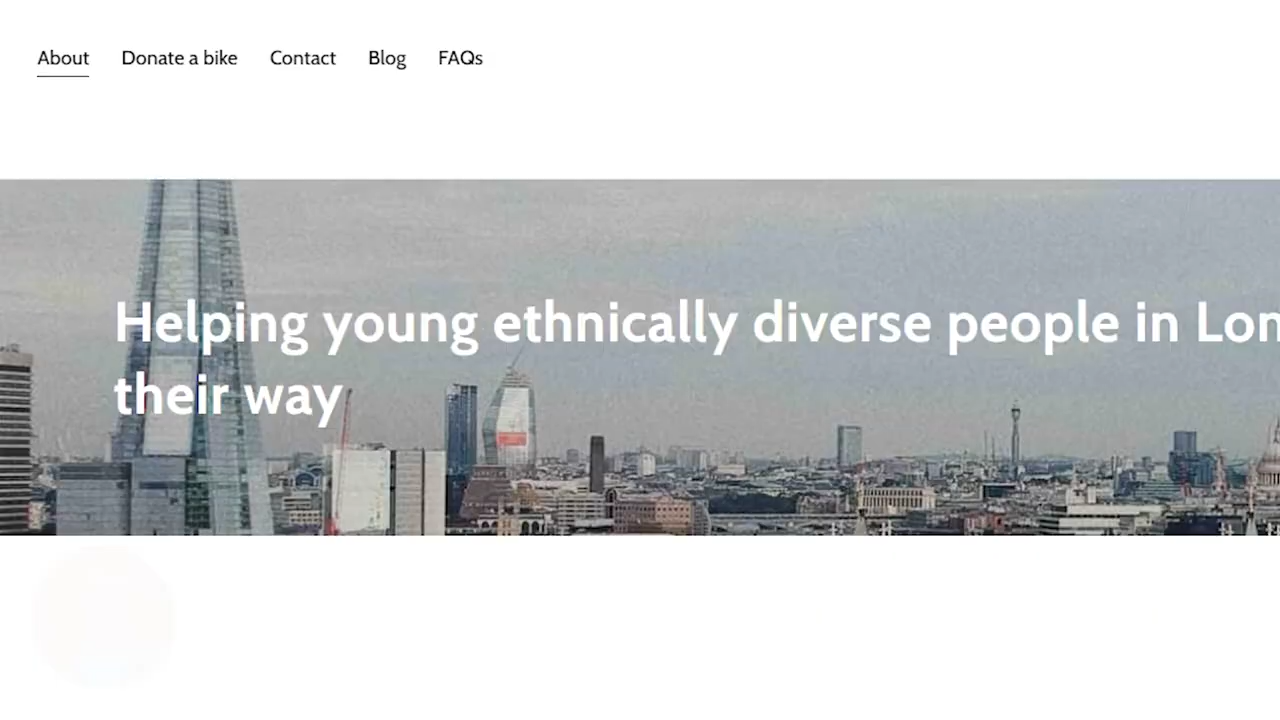 About Donate a bike Contact Blog FAQs
Helping young ethnically diverse people in Lon
their way